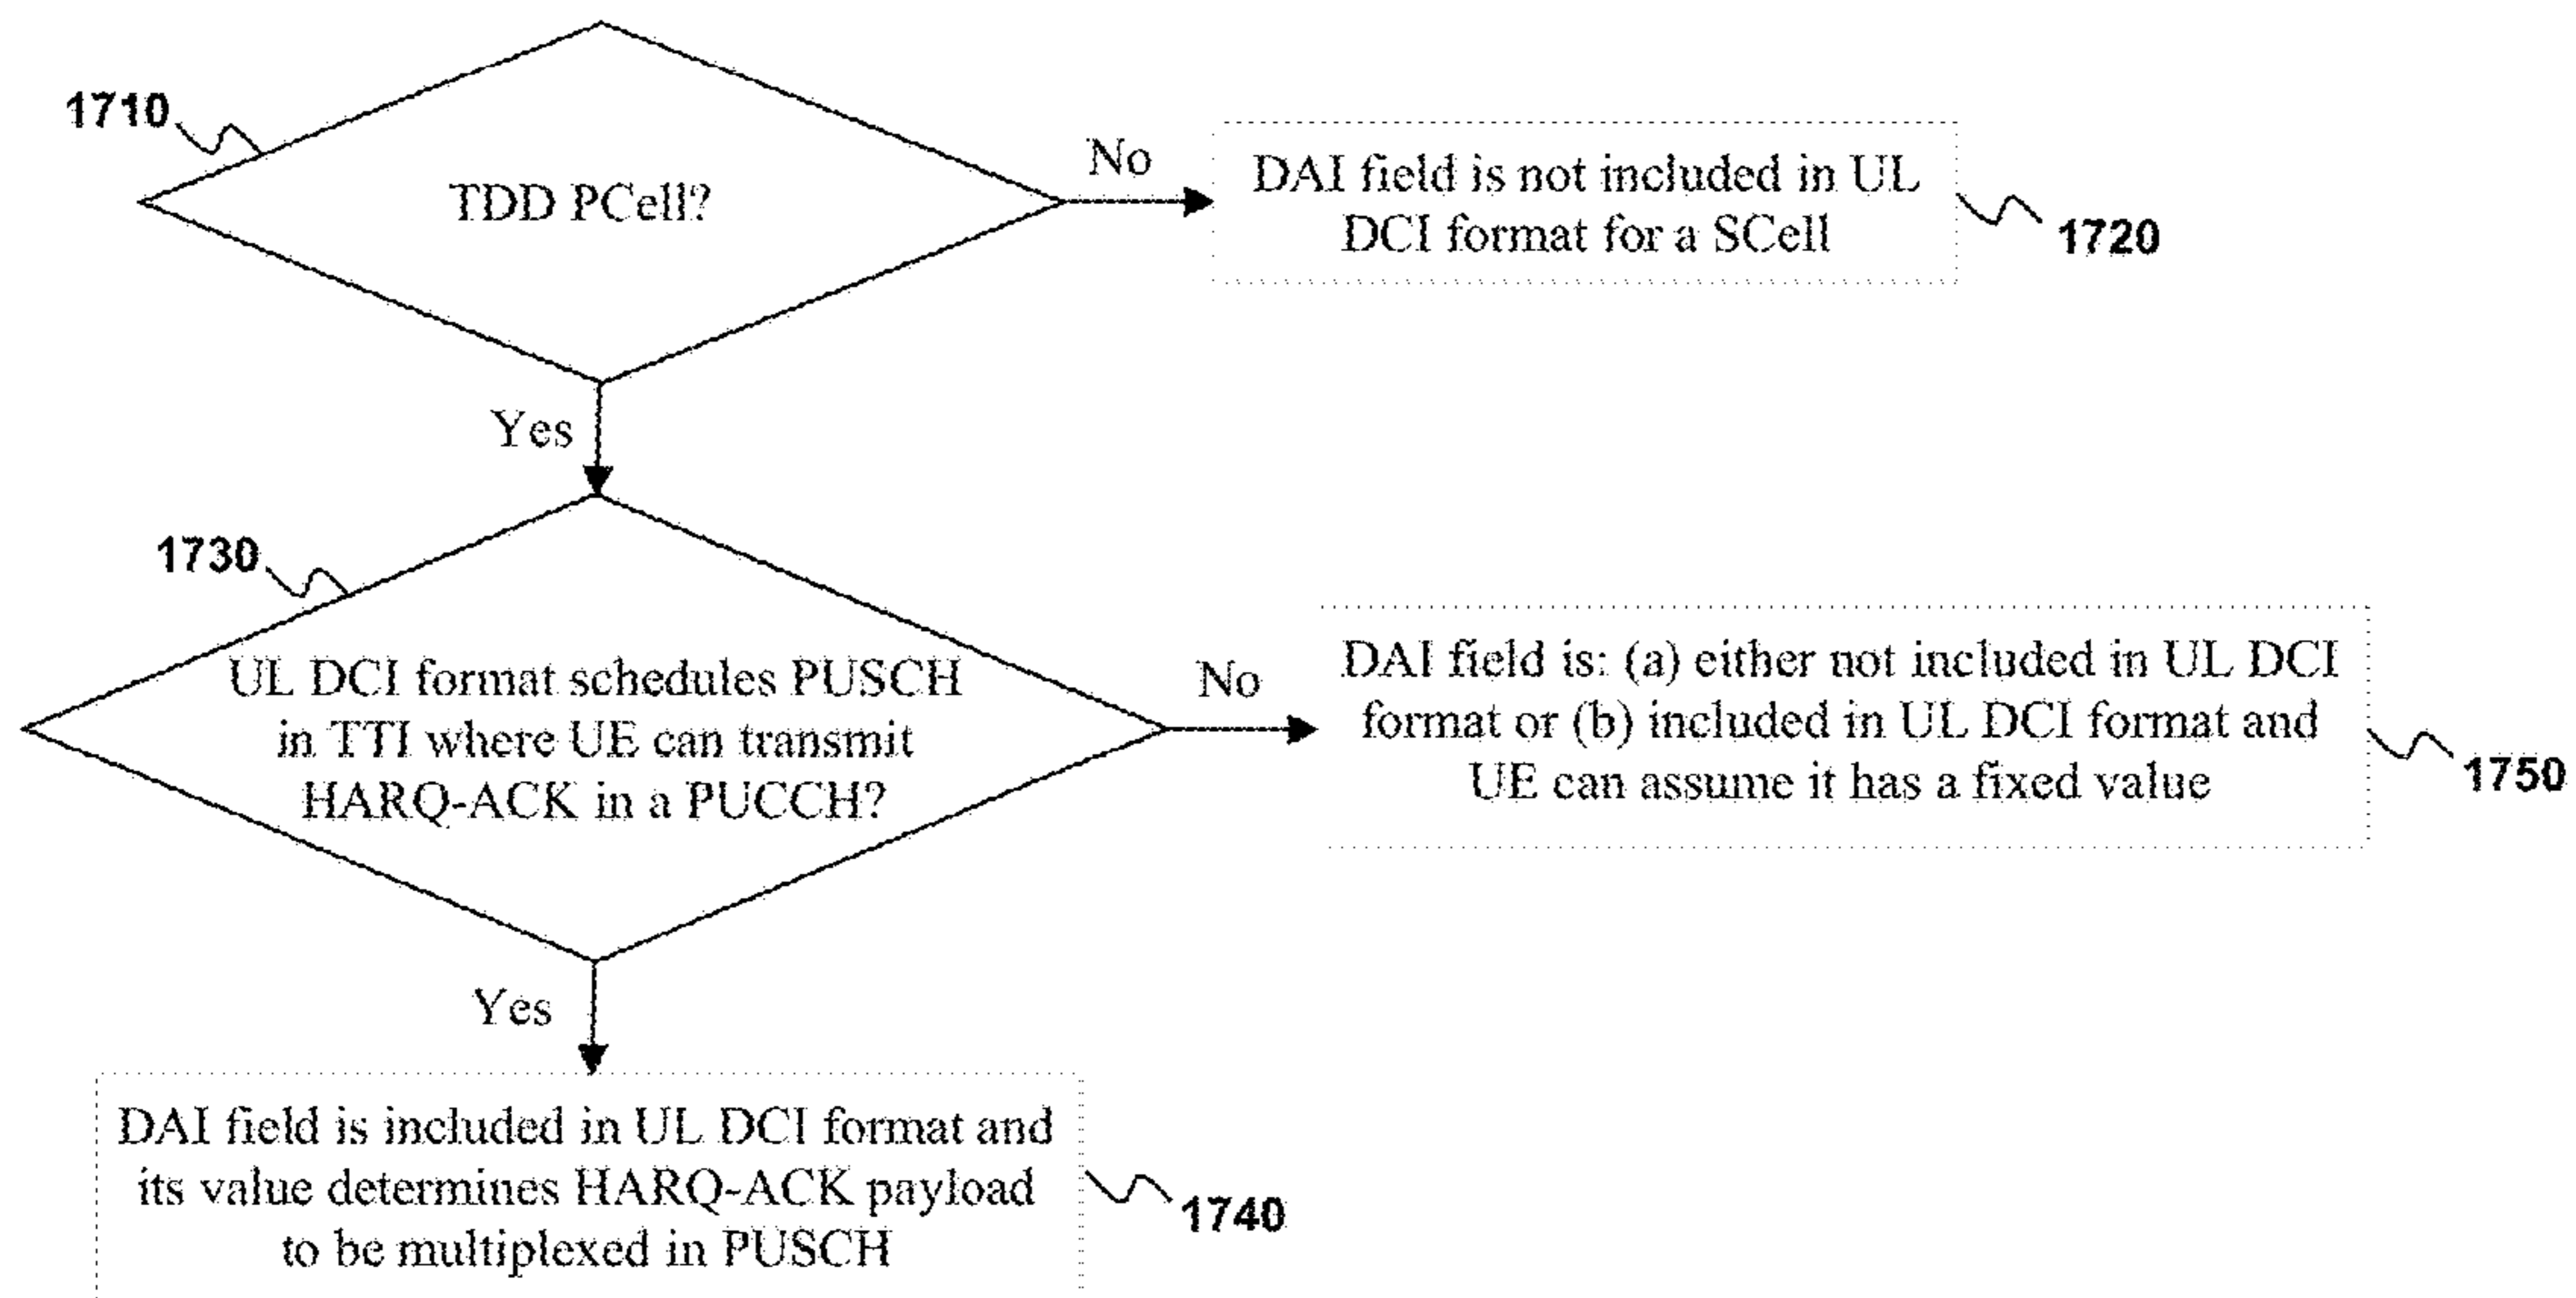 1710
TDD PCell?
No
DAI field is not included in UL
DCI format for a SCell
1720
Yes
1730
UL DCI format schedules PUSCH
in TTI where UE can transmit
HARQ-ACK in a PUCCH?
No
DAI field is: (a) either not included in UL DCI
format or (b) included in UL DCI format and
UE can assume it has a fixed value
1750
Yes
DAI field is included in UL DCI format and
its value determines HARQ-ACK payload
to be multiplexed in PUSCH
1740